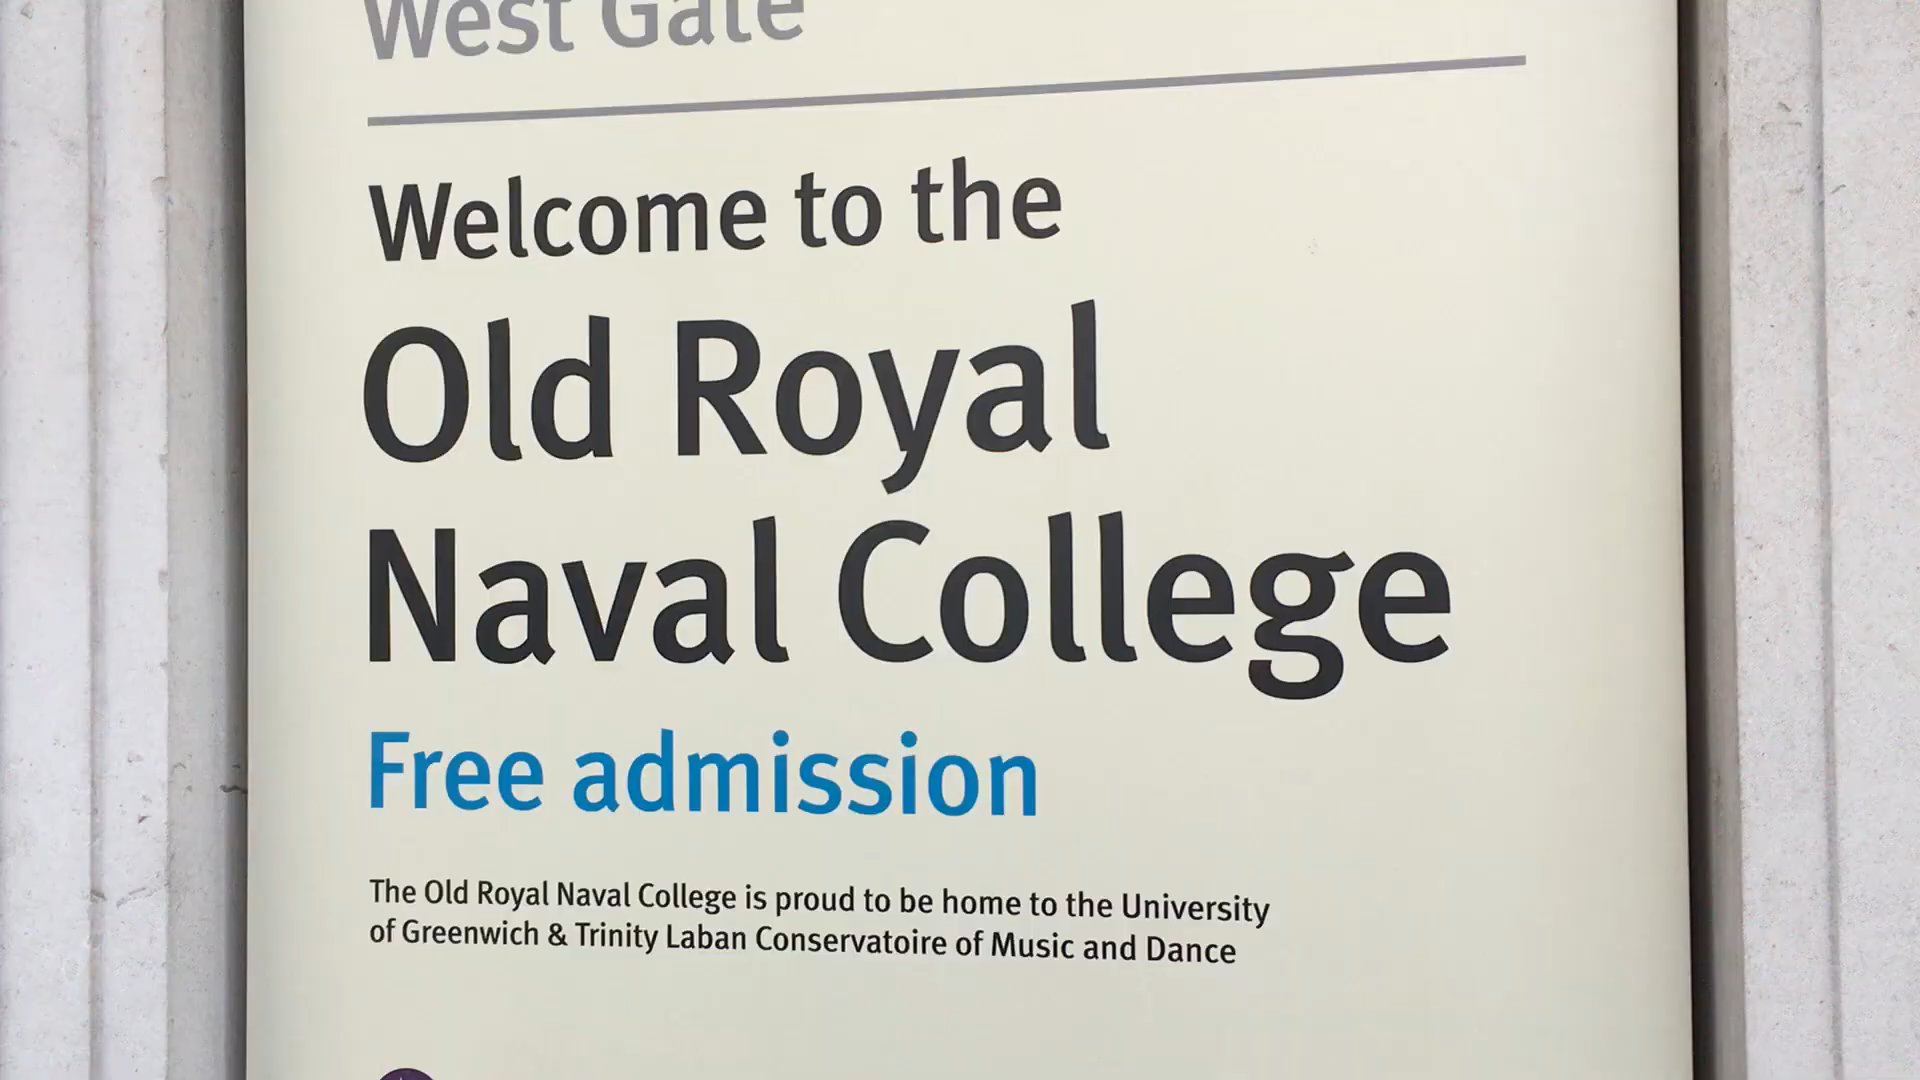 West Gate
Welcome to the
Old Royal
Naval College
Free admission
The Old Royal Naval College is proud to be home to the University
of Greenwich & Trinity Laban Conservatoire of Music and Dance